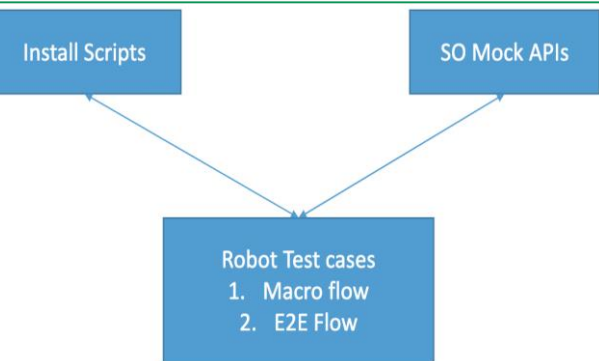 Install Scripts
SO Mock APIs
Robot Test cases
1. Macro flow
2. E2E Flow